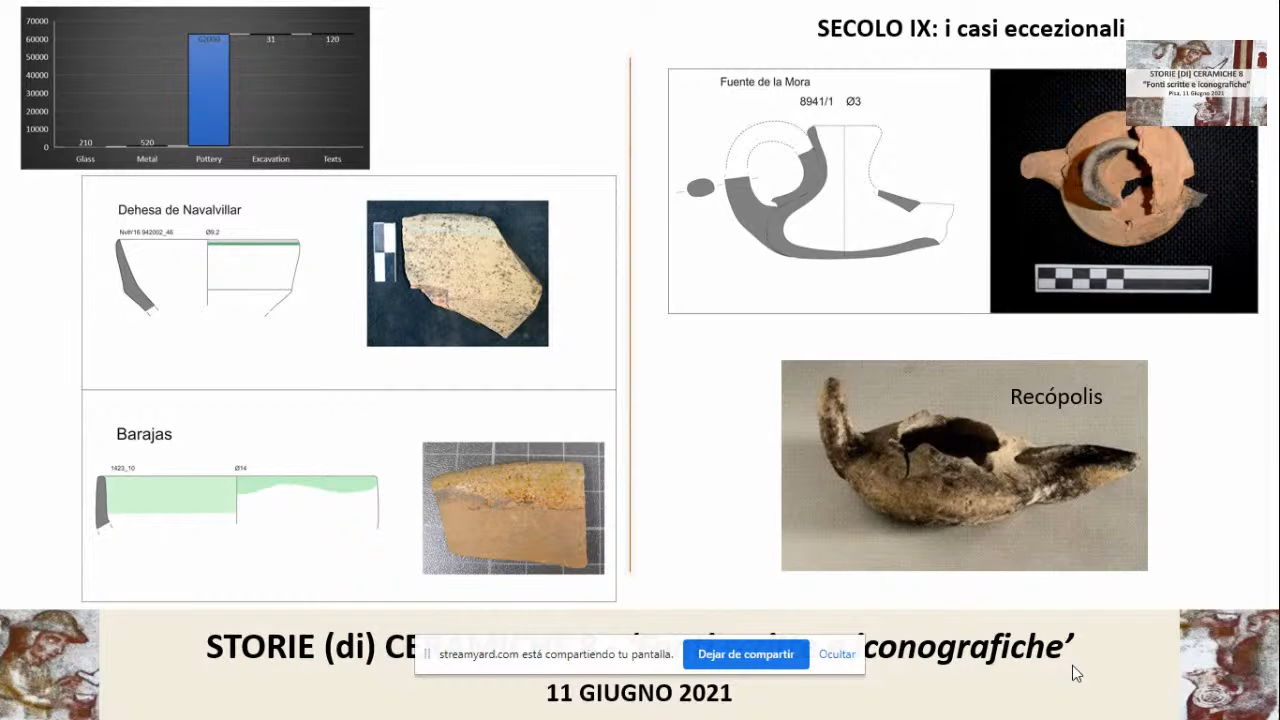 70000
60000
50000
40000
30000
20000
10000
0
210
520
62000
31
120
Glass
Metal
Pottery
Excavation
Texts
SECOLO IX: i casi eccezionali
STORIE [DI] CERAMICHE 8
"Fonti scritte e iconografiche"
Pisa, 11 Giugno 2021
Fuente de la Mora
8941/1 Ø3
Dehesa de Navalvillar
Nvlt/16 942002_46 Ø9.2
Barajas
1423_10 Ø14
Recópolis
STORIE (di) CE
iconografiche’
streamyard.com está compartiendo tu pantalla.
Dejar de compartir
Ocultar
11 GIUGNO 2021